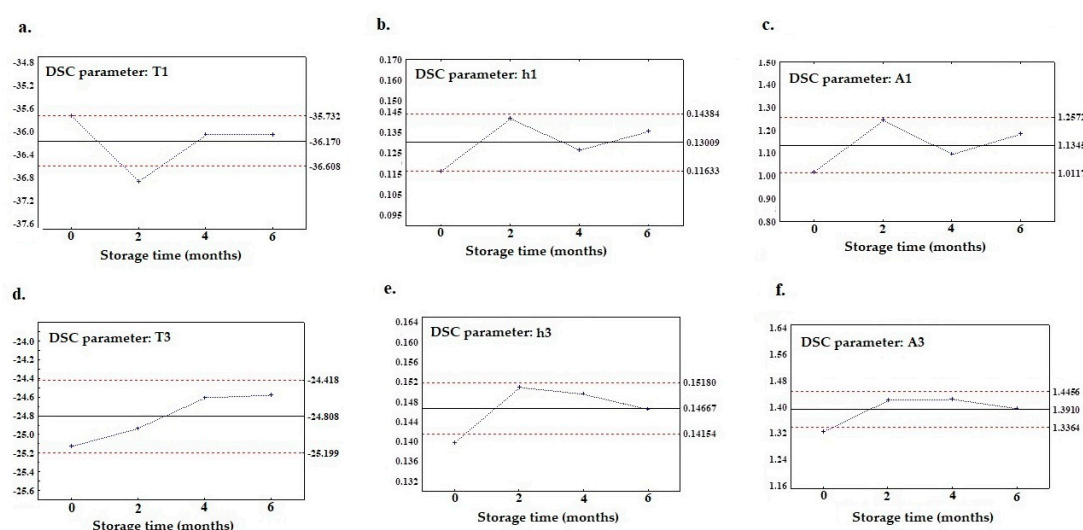 a.
DSC parameter: T1
-34.8
-35.2
-35.6
-36.0
-36.4
-36.8
-37.2
-37.6
-35.732
-36.170
-36.608
0 2 4 6
Storage time (months)
b.
DSC parameter: h1
0.170
0.160
0.150
0.145
0.135
0.125
0.115
0.105
0.095
0.14384
0.13009
0.11633
0 2 4 6
Storage time (months)
c.
DSC parameter: A1
1.50
1.40
1.30
1.20
1.10
1.00
0.90
0.80
1.2572
1.1345
1.0117
0 2 4 6
Storage time (months)
d.
DSC parameter: T3
-24.0
-24.2
-24.4
-24.6
-24.8
-25.0
-25.2
-25.4
-25.6
-24.418
-24.808
-25.199
0 2 4 6
Storage time (months)
e.
DSC parameter: h3
0.164
0.160
0.156
0.152
0.148
0.144
0.140
0.136
0.132
0.15180
0.14667
0.14154
0 2 4 6
Storage time (months)
f.
DSC parameter: A3
1.64
1.56
1.48
1.40
1.32
1.24
1.16
1.4456
1.3910
1.3364
0 2 4 6
Storage time (months)